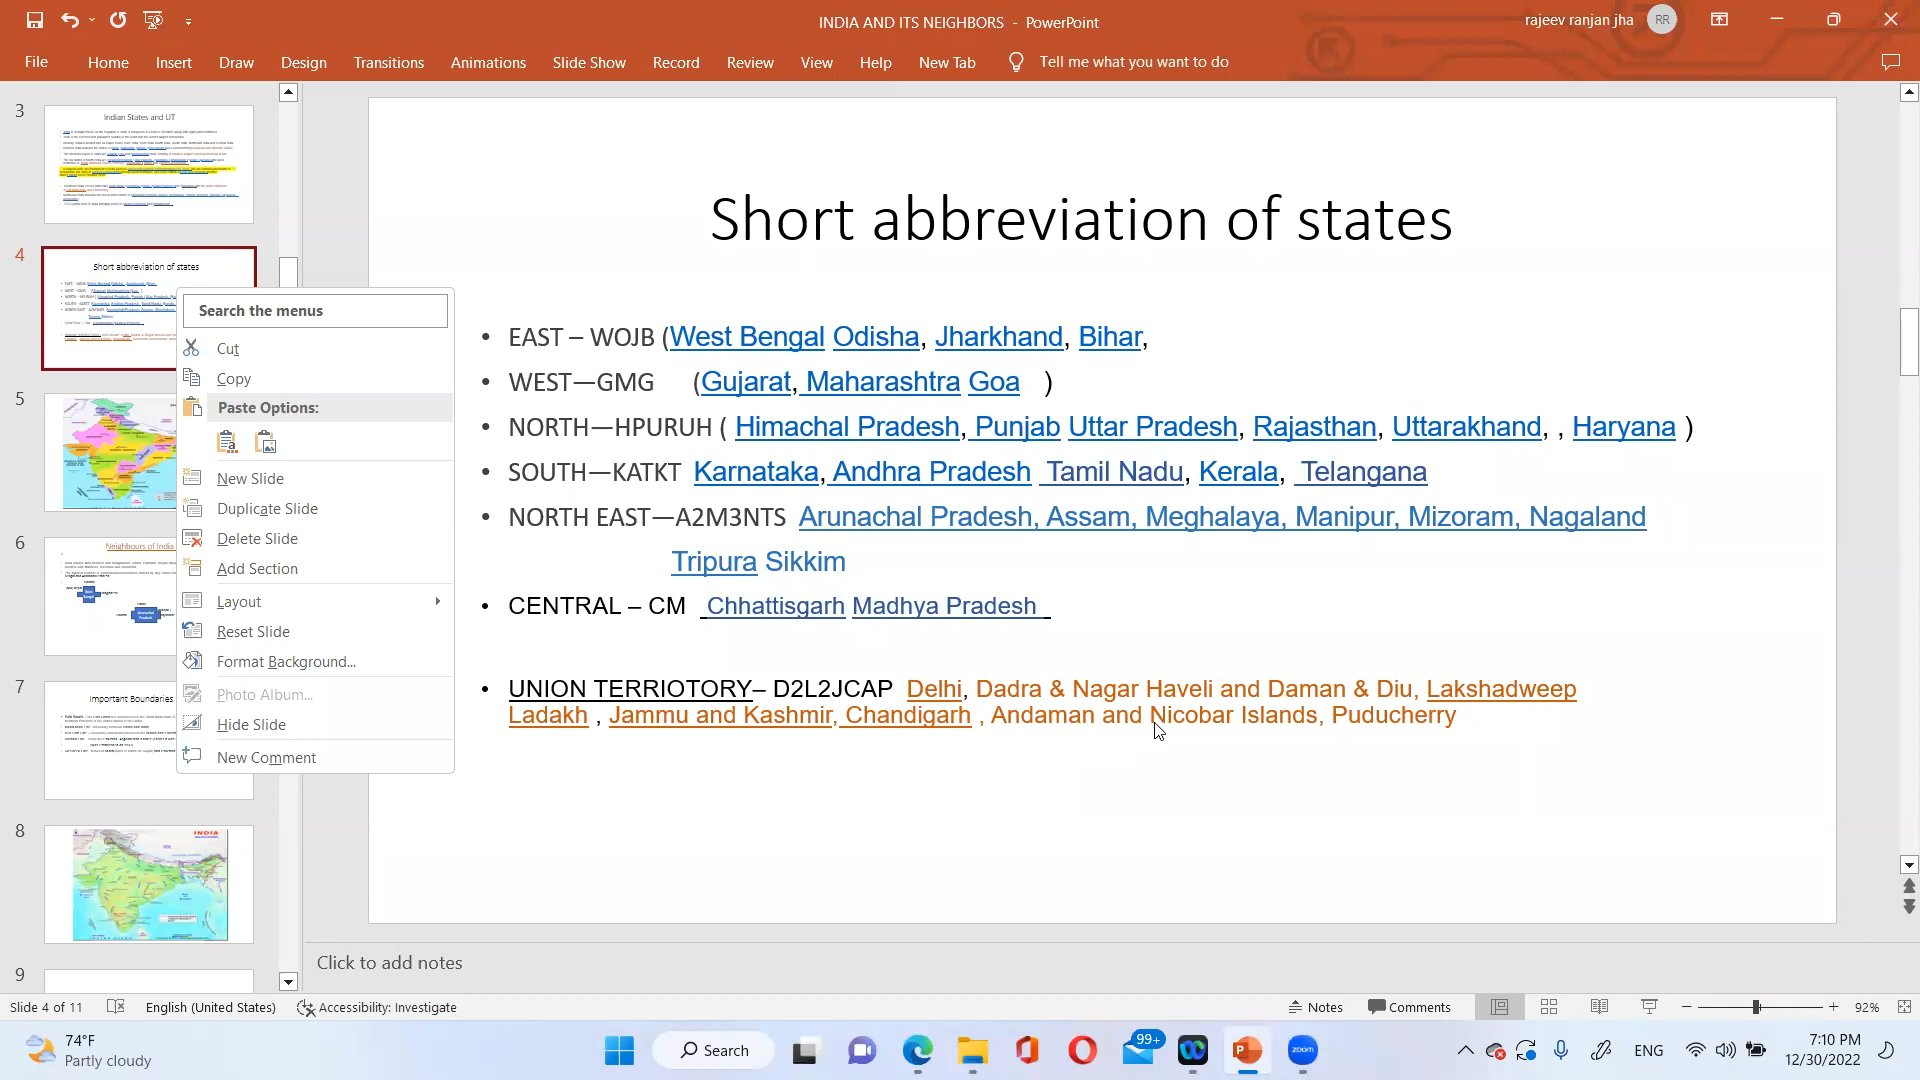 INDIA AND ITS NEIGHBORS - PowerPoint
rajeev ranjan jha
RR
File Home Insert Draw Design Transitions Animations Slide Show Record Review View Help New Tab Tell me what you want to do
3
Indian States and UT
4
Short abbreviation of states
5
6
Neighbours of India
7
Important Boundaries
8
INDIA
9
Search the menus
Cut
Copy
Paste Options:
New Slide
Duplicate Slide
Delete Slide
Add Section
Layout
Reset Slide
Format Background...
Photo Album...
Hide Slide
New Comment
Short abbreviation of states
• EAST – WOJB (West Bengal Odisha, Jharkhand, Bihar,
• WEST—GMG (Gujarat, Maharashtra Goa )
• NORTH—HPURUH ( Himachal Pradesh, Punjab Uttar Pradesh, Rajasthan, Uttarakhand, , Haryana )
• SOUTH—KATKT Karnataka, Andhra Pradesh Tamil Nadu, Kerala, Telangana
• NORTH EAST—A2M3NTS Arunachal Pradesh, Assam, Meghalaya, Manipur, Mizoram, Nagaland
Tripura Sikkim
• CENTRAL – CM Chhattisgarh Madhya Pradesh
• UNION TERRIOTORY– D2L2JCAP Delhi, Dadra & Nagar Haveli and Daman & Diu, Lakshadweep
Ladakh , Jammu and Kashmir, Chandigarh , Andaman and Nicobar Islands, Puducherry
Click to add notes
Slide 4 of 11 English (United States) Accessibility: Investigate Notes Comments 92%
74°F
Partly cloudy
Search
99+
zoom
ENG
7:10 PM
12/30/2022